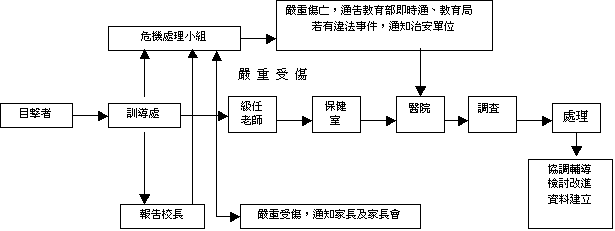 嚴重傷亡，通告教育部即時通、教育局
若有違法事件，通知治安單位
危機處理小組
嚴重受傷
目擊者
訓導處
級任
老師
保健
室
醫院
調查
處理
協調輔導
檢討改進
資料建立
報告校長
嚴重受傷，通知家長及家長會